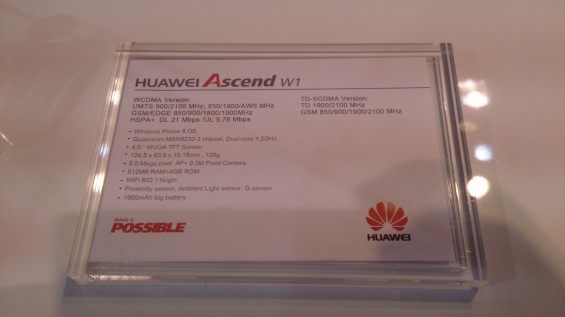 HUAWEI Ascend W1
WCDMA Version:
UMTS 900/2100 MHz; 850/1900/AWS MHz
GSM/EDGE 850/900/1800/1900MHz
HSPA+ DL 21 Mbps /UL 5.76 Mbps
TD-SCDMA Version:
TD 1900/2100 MHz
GSM 850/900/1900/2100 MHz
• Windows Phone 8 OS
• Qualcomm MSM8230-3 chipset, Dual-core 1.2GHz
• 4.0" WVGA TFT Screen
• 124.5 x 63.5 x 10.15mm , 120g
• 5.0 Mega pixel AF+ 0.3M Front Camera
• 512MB RAM+4GB ROM
• WIFI 802.11b/g/n
• Proximity sensor, Ambient Light sensor, G-sensor
• 1950mAh big battery
MAKE IT
POSSIBLE
HUAWEI